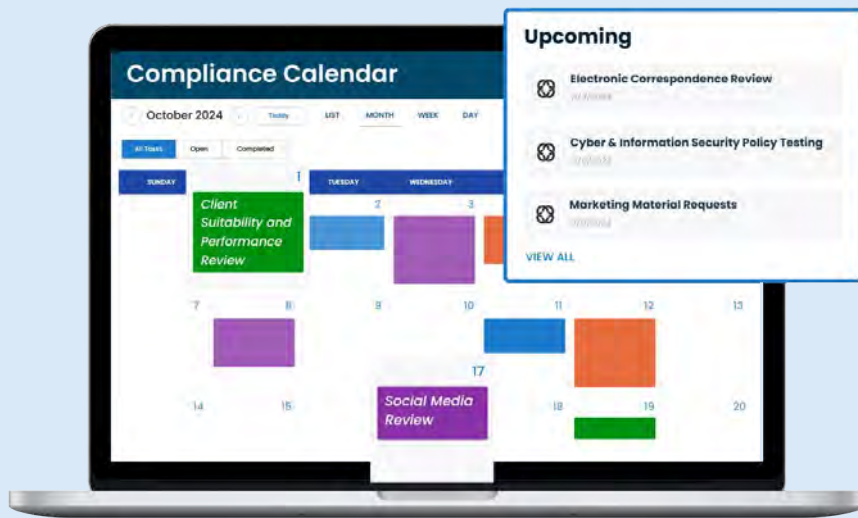 Compliance Calendar
October 2024
Today
LIST MONTH WEEK DAY
All Tasks Open Completed
SUNDAY TUESDAY WEDNESDAY
1 2 3
Client
Suitability and
Performance
Review
7 8 9 10 11 12 13
17
14 15 18 19 20
Social Media
Review
Upcoming
Electronic Correspondence Review
Cyber & Information Security Policy Testing
Marketing Material Requests
VIEW ALL